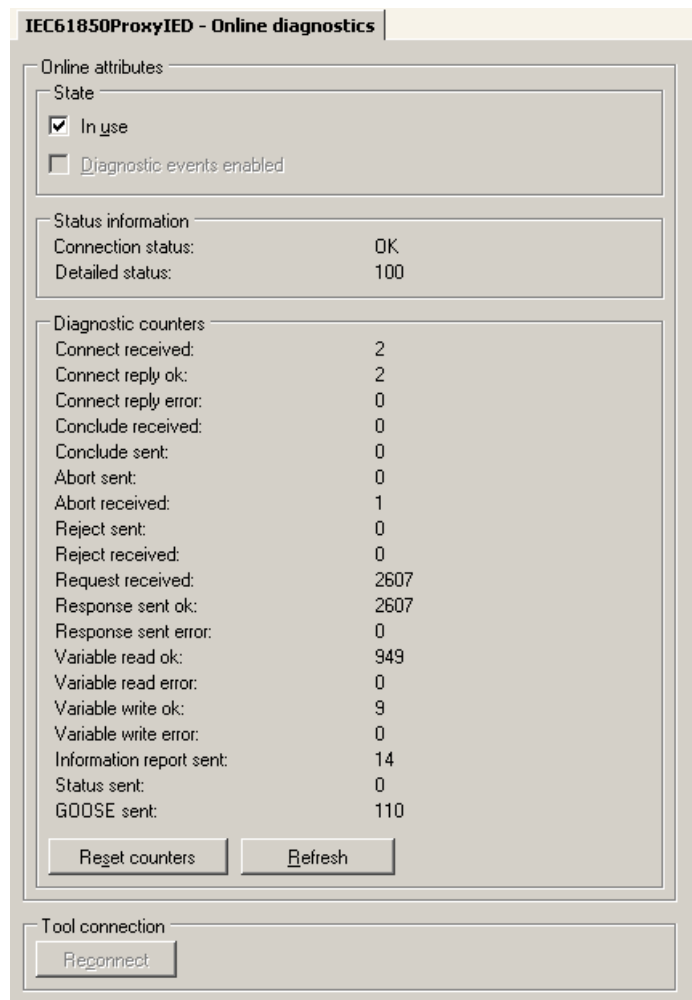 IEC61850ProxyIED - Online diagnostics
Online attributes
State
In use
Diagnostic events enabled
Status information
Connection status: OK
Detailed status: 100
Diagnostic counters
Connect received: 2
Connect reply ok: 2
Connect reply error: 0
Conclude received: 0
Conclude sent: 0
Abort sent: 0
Abort received: 1
Reject sent: 0
Reject received: 0
Request received: 2607
Response sent ok: 2607
Response sent error: 0
Variable read ok: 949
Variable read error: 0
Variable write ok: 9
Variable write error: 0
Information report sent: 14
Status sent: 0
GOOSE sent: 110
Reset counters Refresh
Tool connection
Reconnect